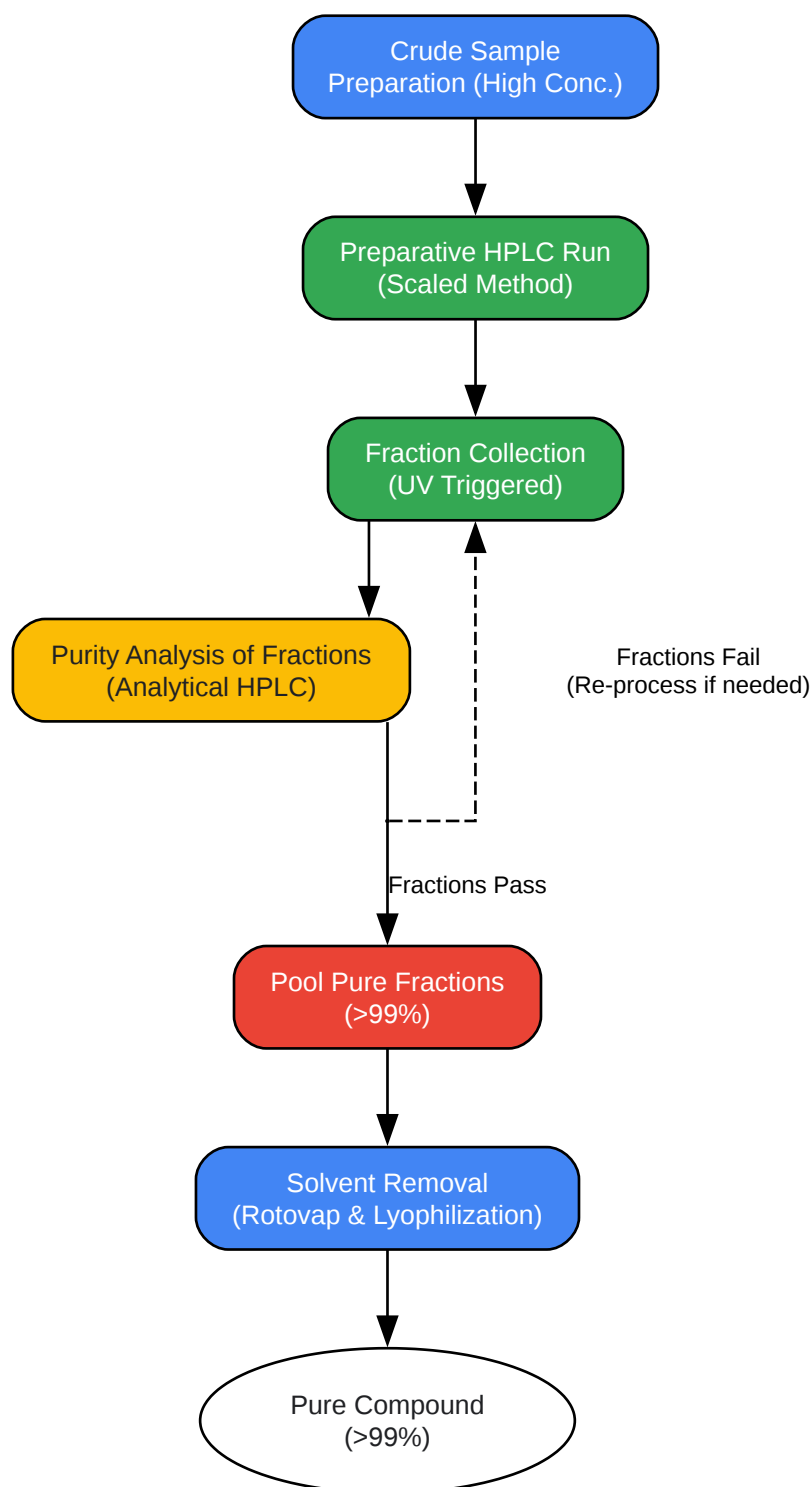 Crude Sample
Preparation (High Conc.)
Preparative HPLC Run
(Scaled Method)
Fraction Collection
(UV Triggered)
Purity Analysis of Fractions
(Analytical HPLC)
Fractions Fail
(Re-process if needed)
Fractions Pass
Pool Pure Fractions
(>99%)
Solvent Removal
(Rotovap & Lyophilization)
Pure Compound
(>99%)